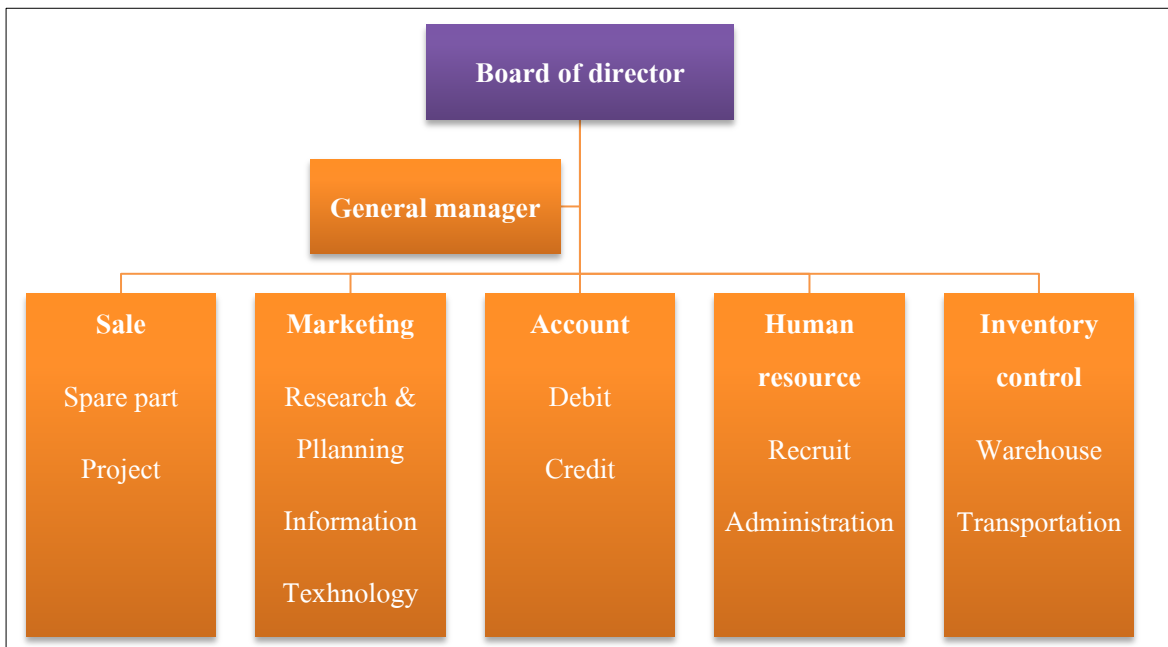 Board of director
General manager
Sale
Spare part
Project
Marketing
Research &
Pllanning
Information
Texhnology
Account
Debit
Credit
Human
resource
Recruit
Administration
Inventory
control
Warehouse
Transportation